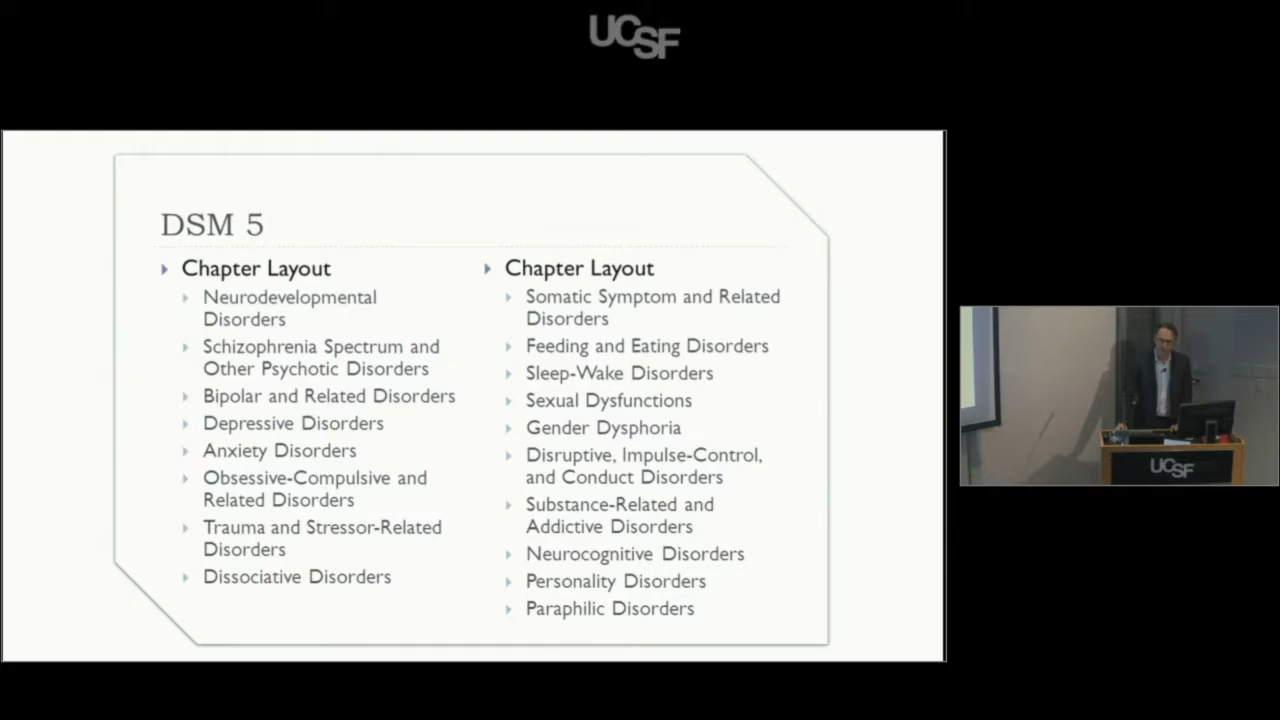 UCSF
DSM 5
Chapter Layout
Neurodevelopmental
Disorders
Schizophrenia Spectrum and
Other Psychotic Disorders
Bipolar and Related Disorders
Depressive Disorders
Anxiety Disorders
Obsessive-Compulsive and
Related Disorders
Trauma and Stressor-Related
Disorders
Dissociative Disorders
Chapter Layout
Somatic Symptom and Related
Disorders
Feeding and Eating Disorders
Sleep-Wake Disorders
Sexual Dysfunctions
Gender Dysphoria
Disruptive, Impulse-Control,
and Conduct Disorders
Substance-Related and
Addictive Disorders
Neurocognitive Disorders
Personality Disorders
Paraphilic Disorders
UCSF